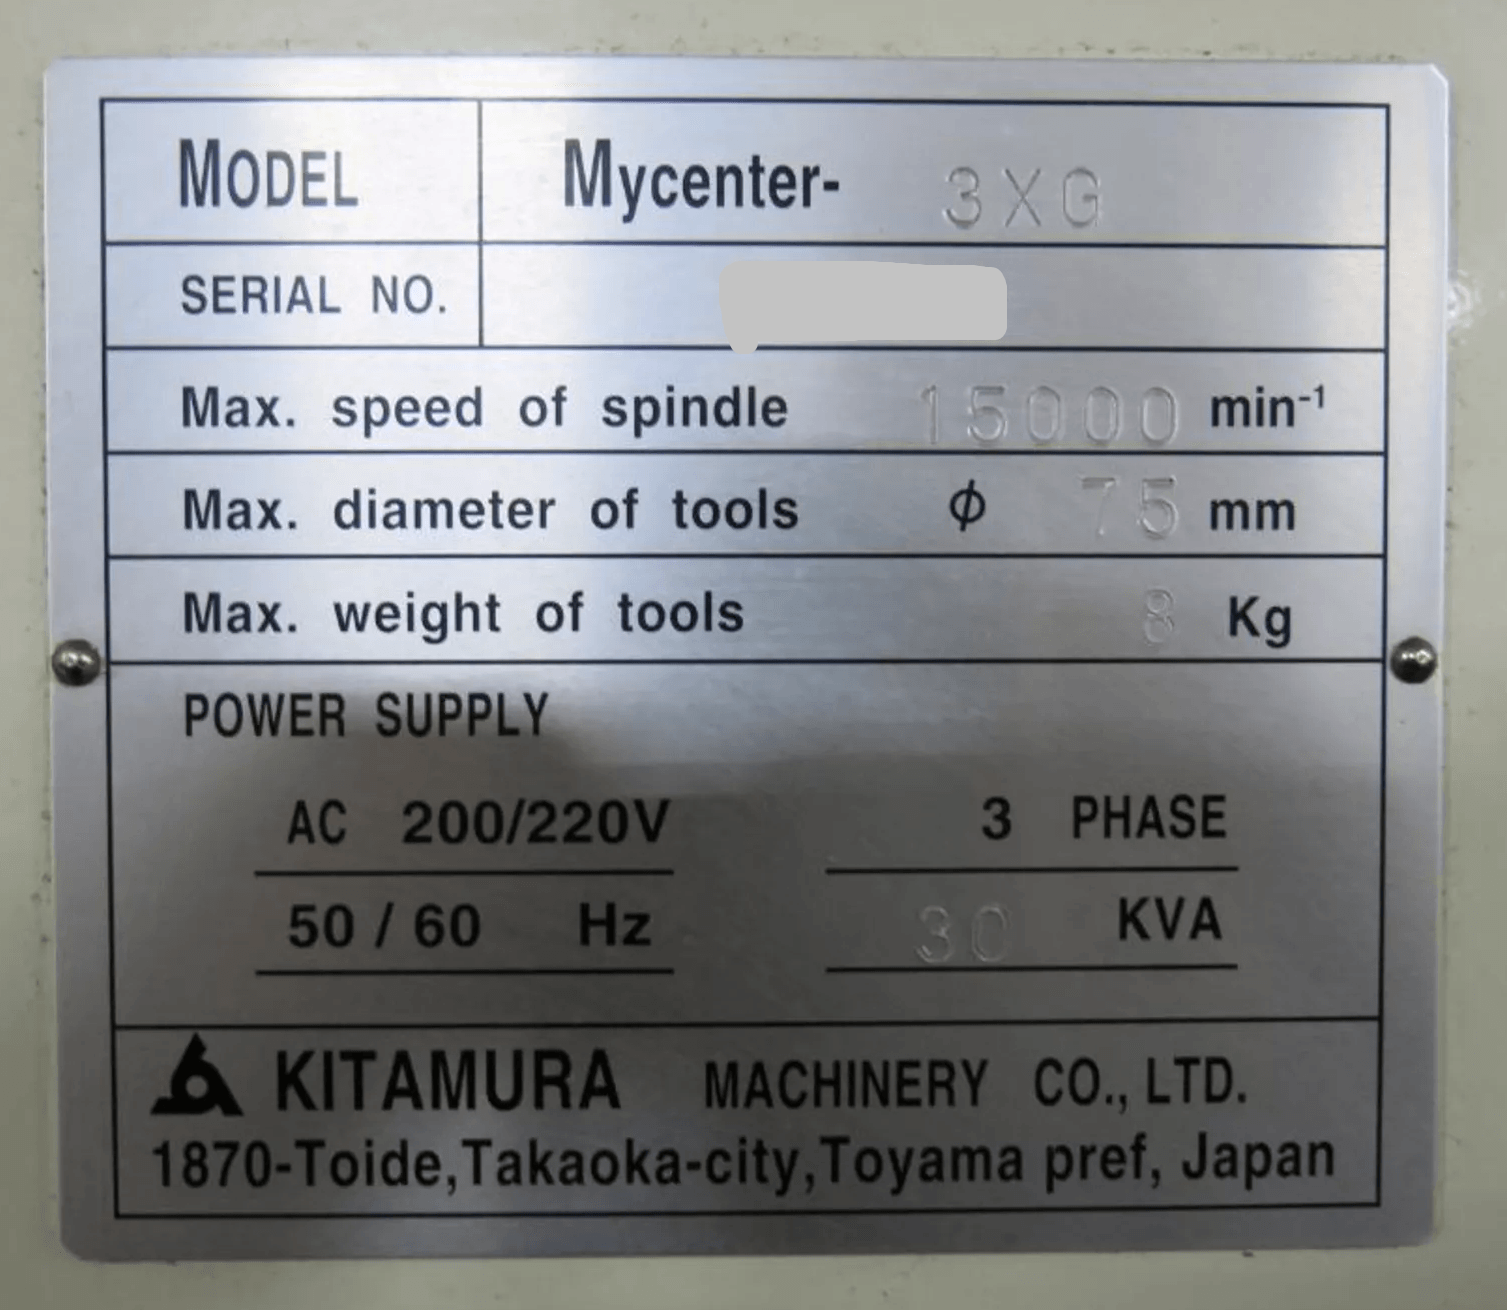 MODEL Mycenter- 3XG
SERIAL NO.
Max. speed of spindle 15000 min⁻¹
Max. diameter of tools ϕ 75 mm
Max. weight of tools 8 Kg
POWER SUPPLY
AC 200/220V 3 PHASE
50 / 60 Hz 30 KVA
KITAMURA MACHINERY CO., LTD.
1870-Toide,Takaoka-city,Toyama pref, Japan